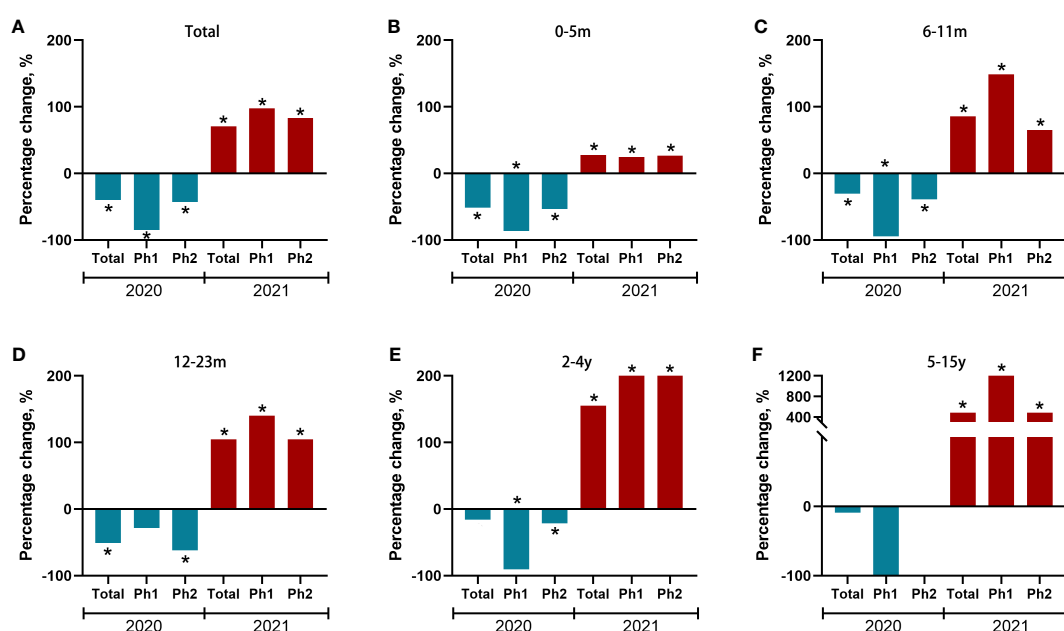 A
Total
Percentage change, %
200
100
0
-100
*
*
*
*
*
*
Total Ph1 Ph2 Total Ph1 Ph2
2020 2021
B
0-5m
Percentage change, %
200
100
0
-100
*
*
*
*
*
*
Total Ph1 Ph2 Total Ph1 Ph2
2020 2021
C
6-11m
Percentage change, %
200
100
0
-100
*
*
*
*
*
*
Total Ph1 Ph2 Total Ph1 Ph2
2020 2021
D
12-23m
Percentage change, %
200
100
0
-100
*
*
*
*
*
Total Ph1 Ph2 Total Ph1 Ph2
2020 2021
E
2-4y
Percentage change, %
200
100
0
-100
*
*
*
*
*
Total Ph1 Ph2 Total Ph1 Ph2
2020 2021
F
5-15y
Percentage change, %
1200
800
400
0
-100
*
*
*
Total Ph1 Ph2 Total Ph1 Ph2
2020 2021